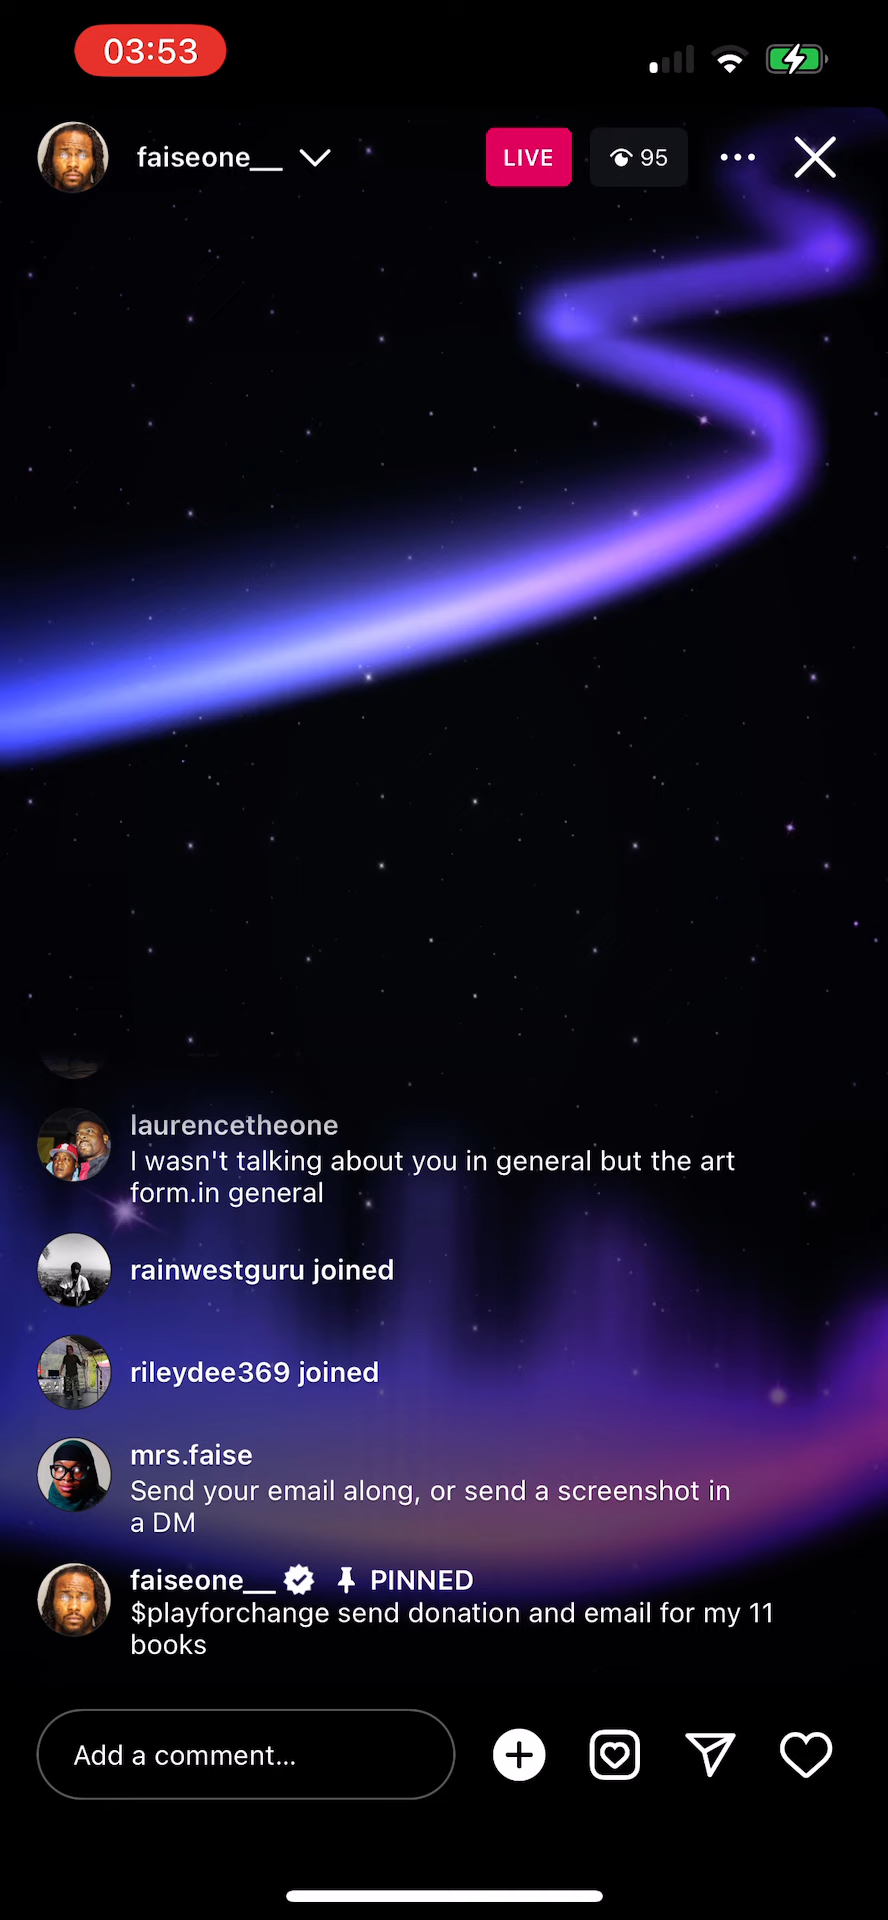 03:53
faiseone__
LIVE
95
laurencetheone
I wasn't talking about you in general but the art
form.in general
rainwestguru joined
rileydee369 joined
mrs.faise
Send your email along, or send a screenshot in
a DM
faiseone__ PINNED
$playforchange send donation and email for my 11
books
Add a comment...